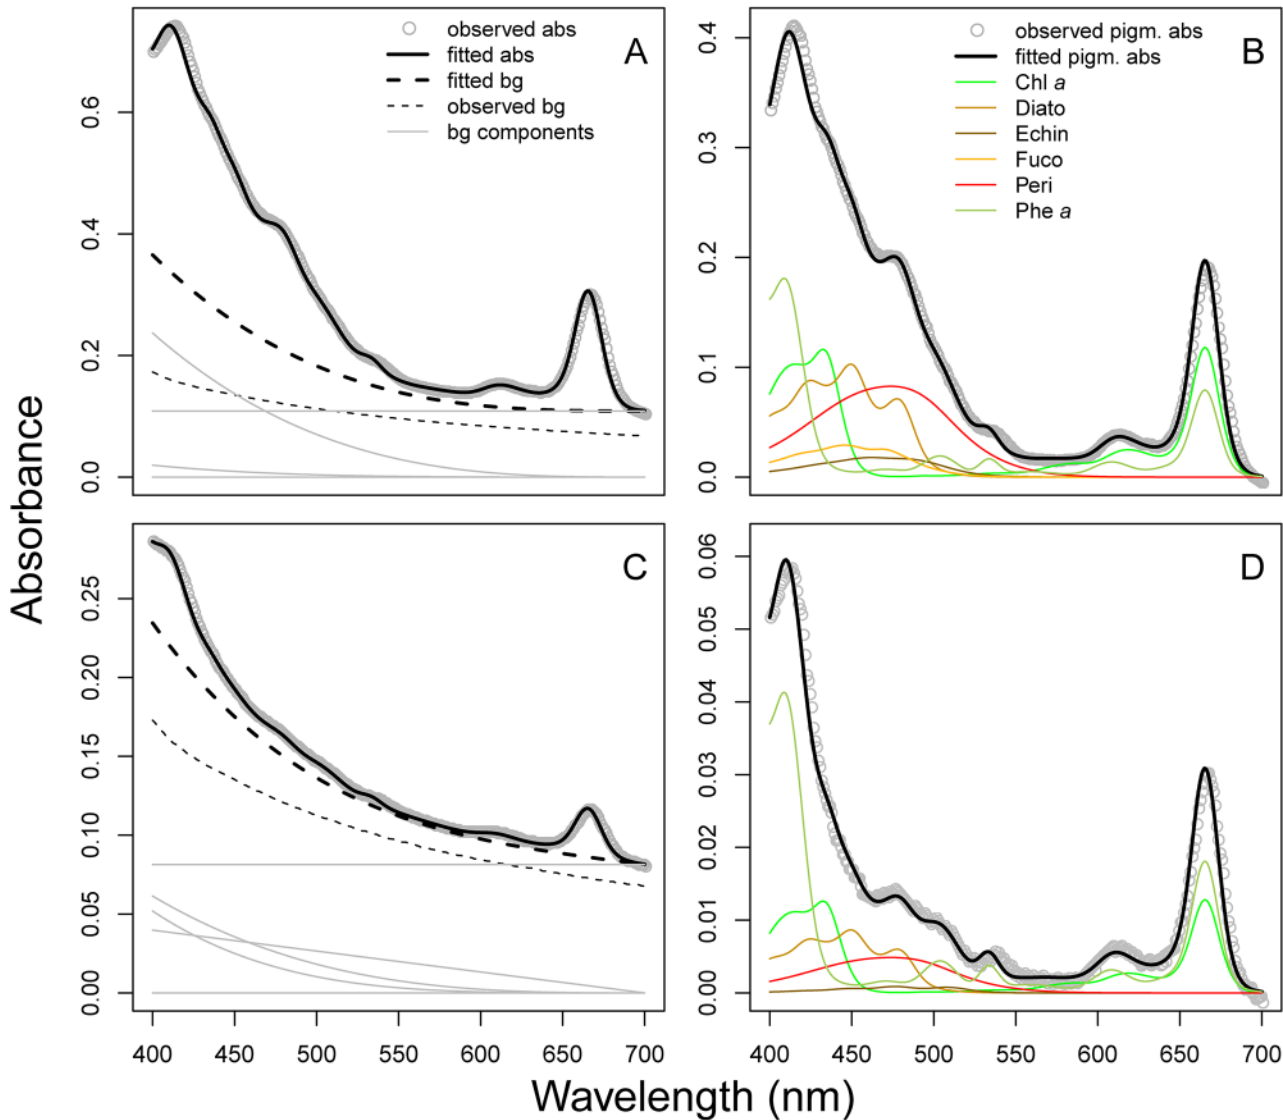 A
observed abs
fitted abs
fitted bg
observed bg
bg components
0.6
0.4
0.2
0.0
B
observed pigm. abs
fitted pigm. abs
Chl a
Diato
Echin
Fuco
Peri
Phe a
0.4
0.3
0.2
0.1
0.0
Absorbance
C
0.25
0.20
0.15
0.10
0.05
0.00
400 450 500 550 600 650 700
D
0.06
0.05
0.04
0.03
0.02
0.01
0.00
400 450 500 550 600 650 700
Wavelength (nm)